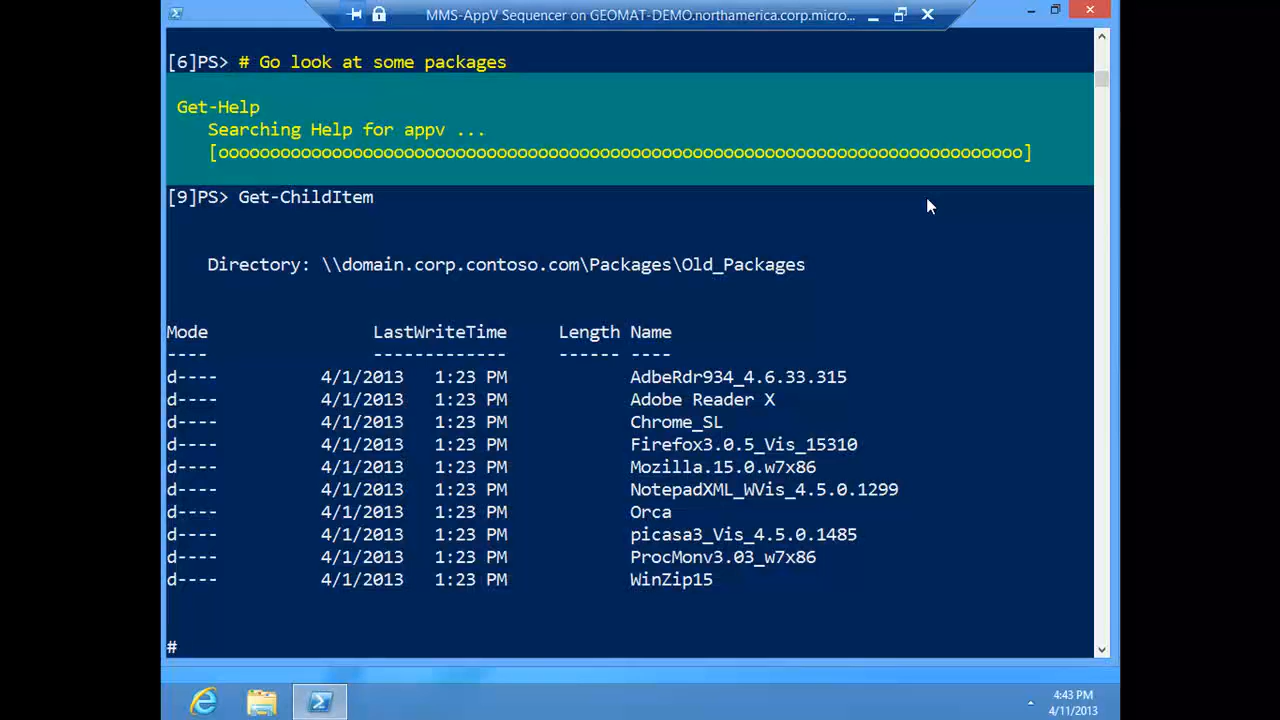 MMS-AppV Sequencer on GEOMAT-DEMO.northamerica.corp.micro...
[6]PS> # Go look at some packages
Get-Help
Searching Help for appv ...
[oooooooooooooooooooooooooooooooooooooooooooooooooooooooooooooooooooooooooooooo]
[9]PS> Get-ChildItem
Directory: \\domain.corp.contoso.com\Packages\Old_Packages
Mode LastWriteTime Length Name
---- ------------- ------ ----
d---- 4/1/2013 1:23 PM AdbeRdr934_4.6.33.315
d---- 4/1/2013 1:23 PM Adobe Reader X
d---- 4/1/2013 1:23 PM Chrome_SL
d---- 4/1/2013 1:23 PM Firefox3.0.5_Vis_15310
d---- 4/1/2013 1:23 PM Mozilla.15.0.w7x86
d---- 4/1/2013 1:23 PM NotepadXML_WVis_4.5.0.1299
d---- 4/1/2013 1:23 PM Orca
d---- 4/1/2013 1:23 PM picasa3_Vis_4.5.0.1485
d---- 4/1/2013 1:23 PM ProcMonv3.03_w7x86
d---- 4/1/2013 1:23 PM WinZip15
#
4:43 PM
4/11/2013